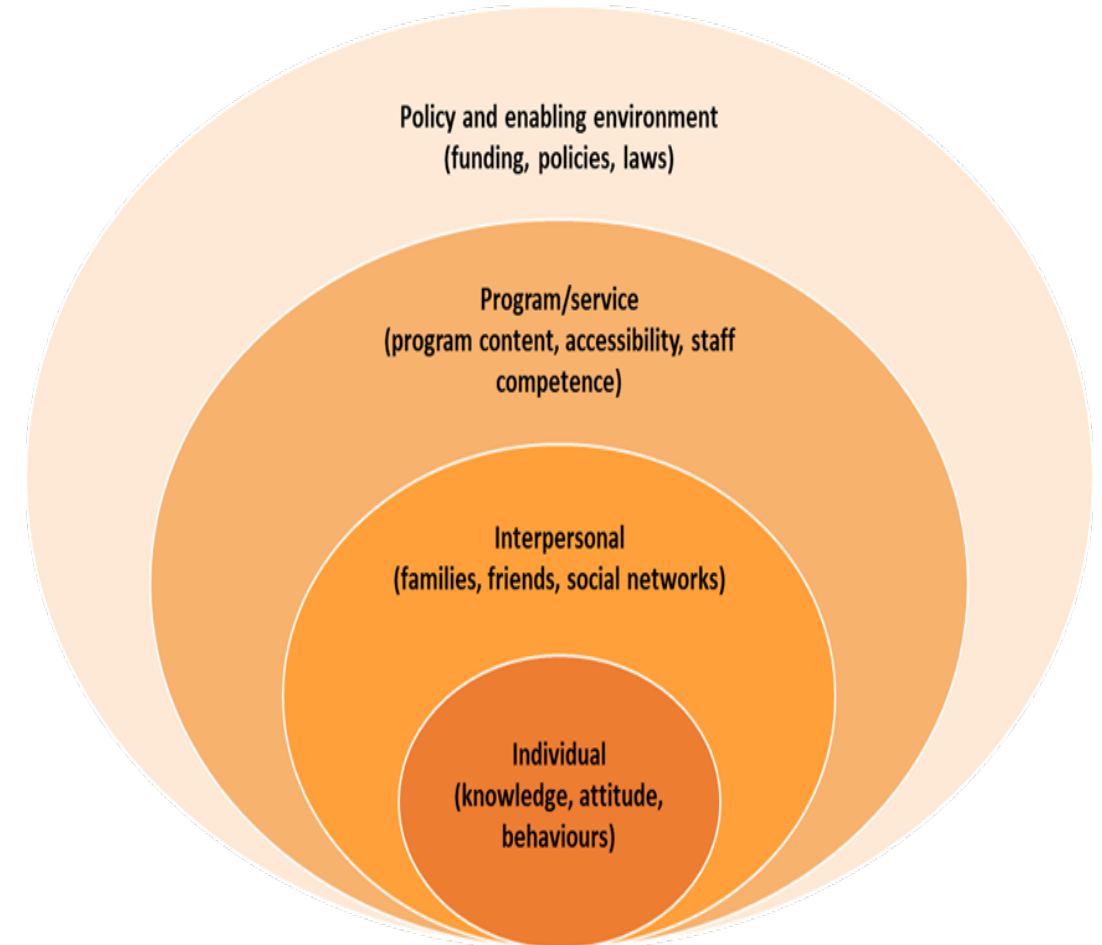 Policy and enabling environment
(funding, policies, laws)
Program/service
(program content, accessibility, staff
competence)
Interpersonal
(families, friends, social networks)
Individual
(knowledge, attitude,
behaviours)